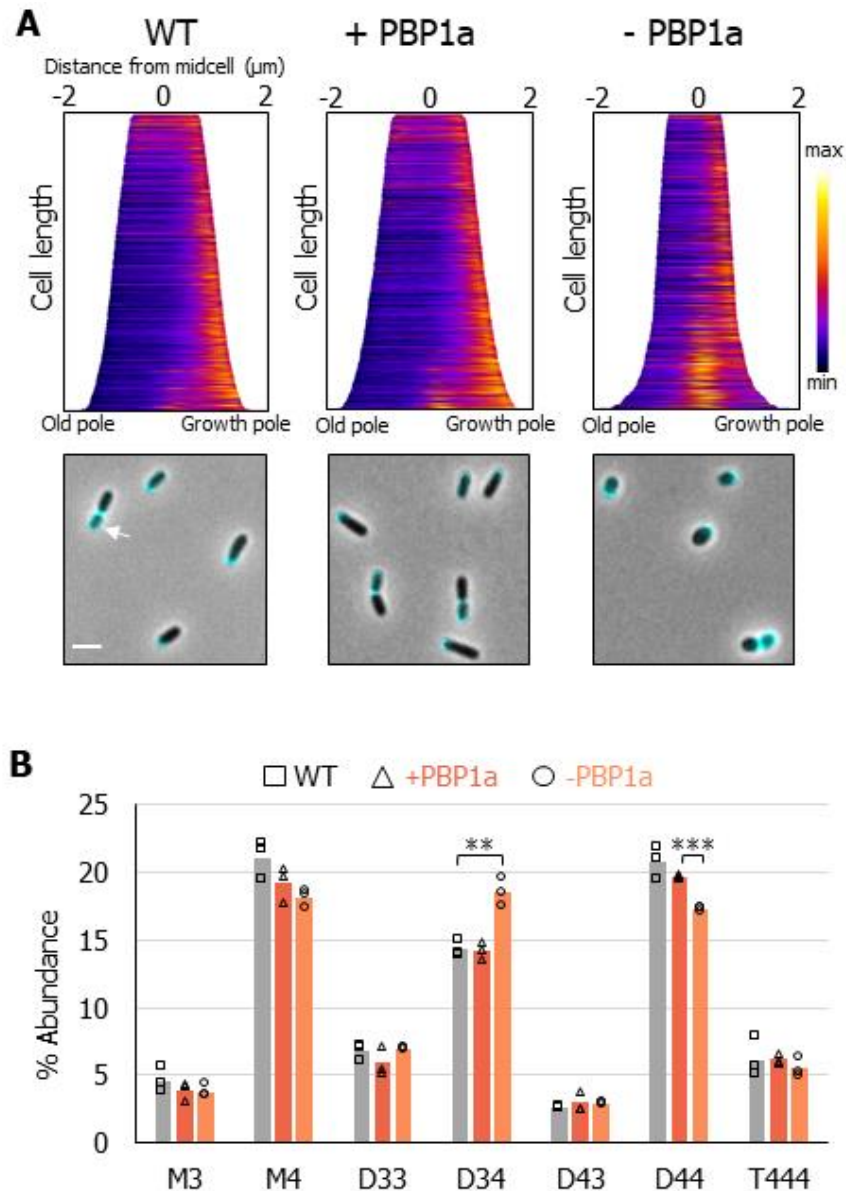 A
WT
+ PBP1a
- PBP1a
Distance from midcell (µm)
-2 0 2
-2 0 2
-2 0 2
Cell length
Cell length
Cell length
max
min
Old pole
Growth pole
Old pole
Growth pole
Old pole
Growth pole
B
WT
+PBP1a
-PBP1a
% Abundance
25
20
15
10
5
0
**
***
M3
M4
D33
D34
D43
D44
T444